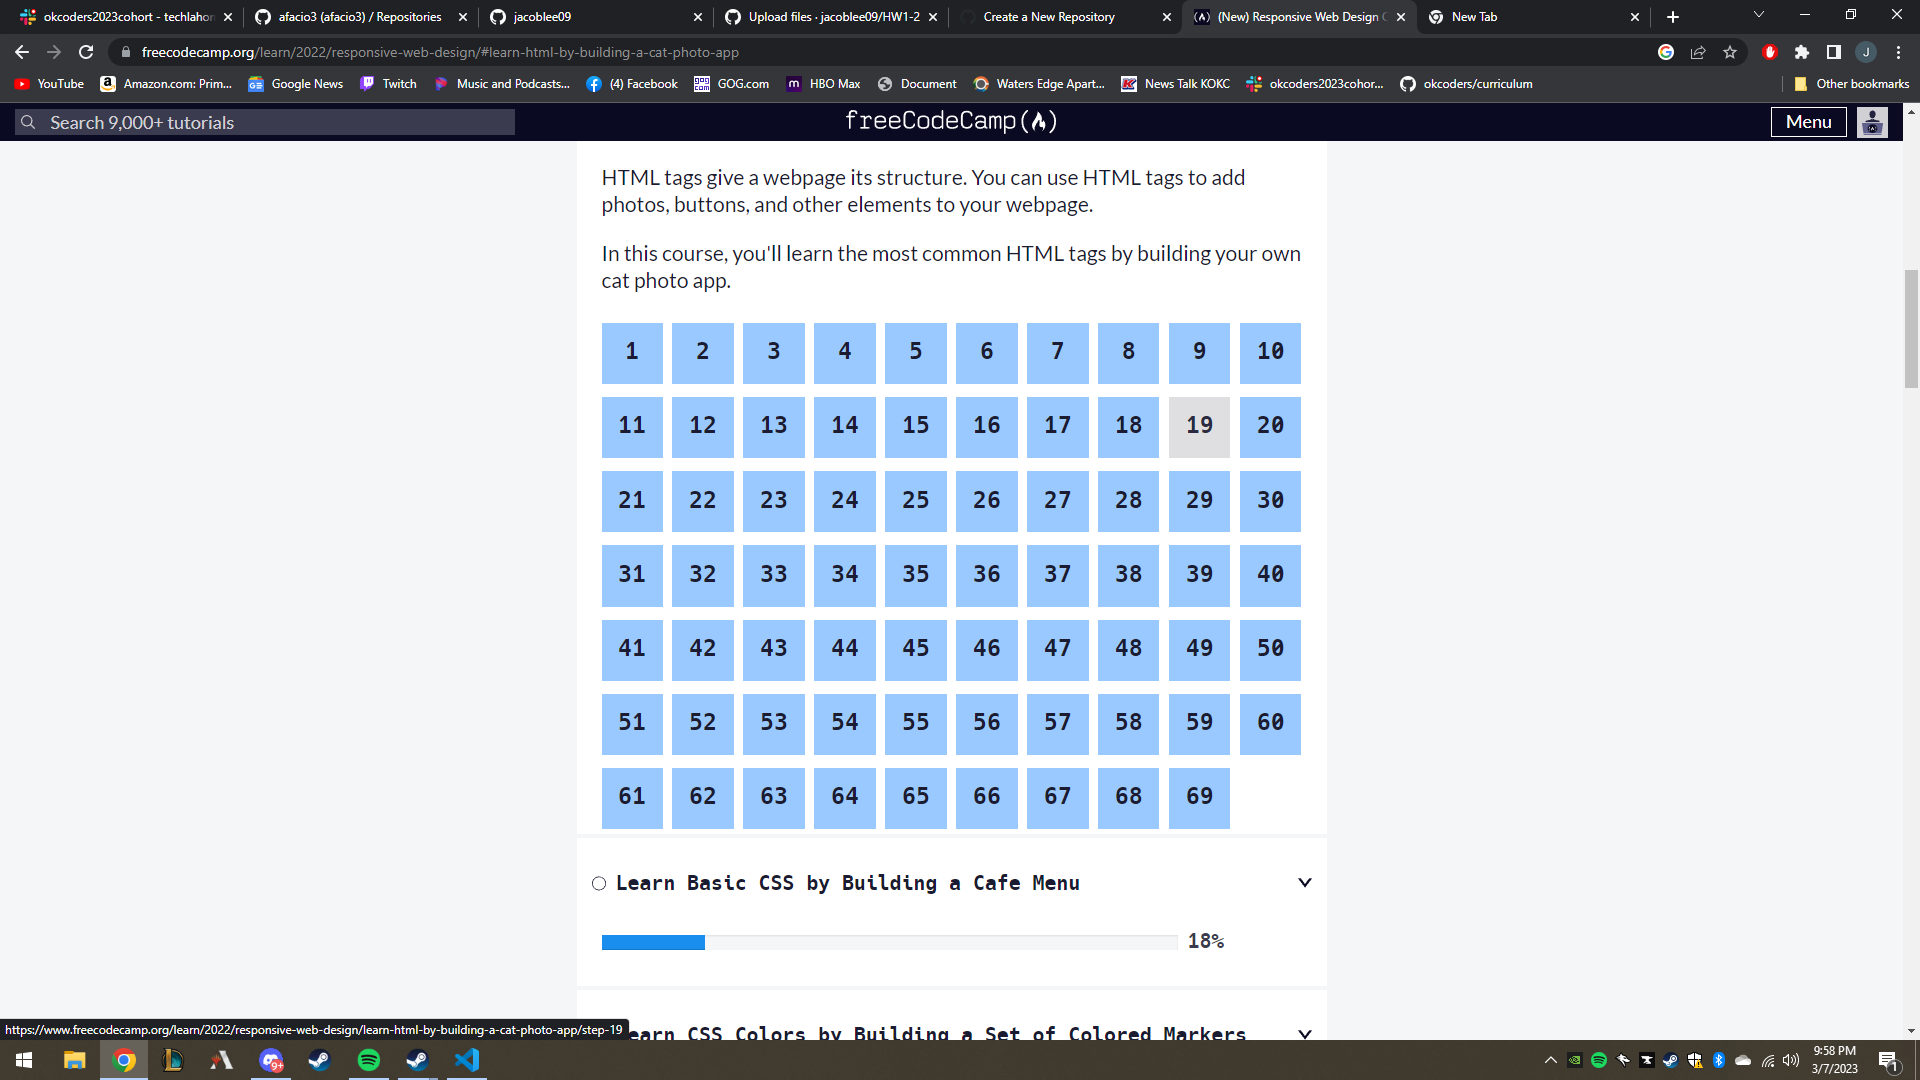 okcoders2023cohort - techlahor
afacio3 (afacio3) / Repositories
jacoblee09
Upload files · jacoblee09/HW1-2
Create a New Repository
(New) Responsive Web Design C
New Tab
freecodecamp.org/learn/2022/responsive-web-design/#learn-html-by-building-a-cat-photo-app
J
YouTube
Amazon.com: Prim...
Google News
Twitch
Music and Podcasts...
(4) Facebook
GOG.com
HBO Max
Document
Waters Edge Apart...
News Talk KOKC
okcoders2023cohor...
okcoders/curriculum
Other bookmarks
Search 9,000+ tutorials
freeCodeCamp
Menu
HTML tags give a webpage its structure. You can use HTML tags to add
photos, buttons, and other elements to your webpage.
In this course, you'll learn the most common HTML tags by building your own
cat photo app.
1 2 3 4 5 6 7 8 9 10
11 12 13 14 15 16 17 18 19 20
21 22 23 24 25 26 27 28 29 30
31 32 33 34 35 36 37 38 39 40
41 42 43 44 45 46 47 48 49 50
51 52 53 54 55 56 57 58 59 60
61 62 63 64 65 66 67 68 69
Learn Basic CSS by Building a Cafe Menu
18%
earn CSS Colors by Building a Set of Colored Markers
https://www.freecodecamp.org/learn/2022/responsive-web-design/learn-html-by-building-a-cat-photo-app/step-19
9+
9:58 PM
3/7/2023
1